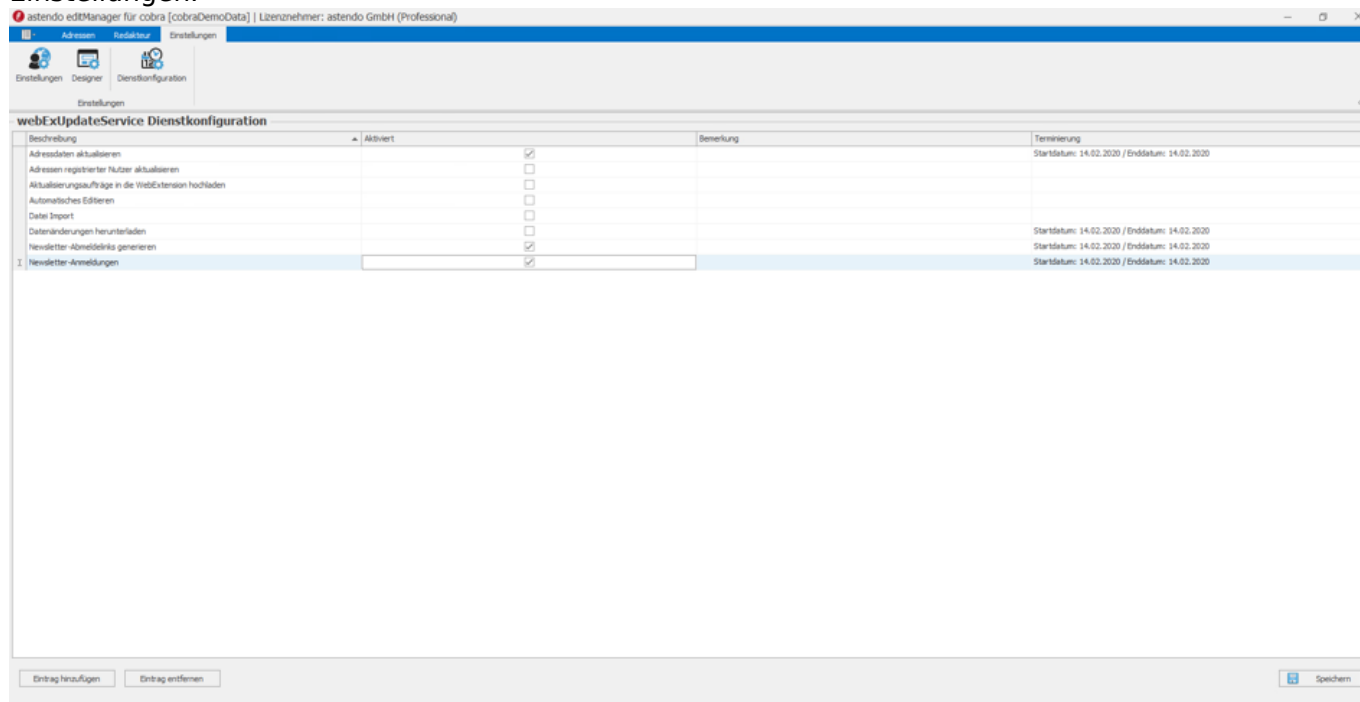 Einstellungen.
astendo editManager für cobra [cobraDemoData] | Lizenznehmer: astendo GmbH (Professional)
Adressen Redakteur Einstellungen
Einstellungen Designer Dienstkonfiguration
Einstellungen
webExUpdateService Dienstkonfiguration
Beschreibung Aktiviert Bemerkung Terminierung
Adressdaten aktualisieren Startdatum: 14.02.2020 / Enddatum: 14.02.2020
Adressen registrierter Nutzer aktualisieren
Aktualisierungsaufträge in die WebExtension hochladen
Automatisches Editieren
Datei Import
Datenänderungen herunterladen Startdatum: 14.02.2020 / Enddatum: 14.02.2020
Newsletter-Abmeldelinks generieren Startdatum: 14.02.2020 / Enddatum: 14.02.2020
Newsletter-Anmeldungen Startdatum: 14.02.2020 / Enddatum: 14.02.2020
Eintrag hinzufügen Eintrag entfernen Speichern